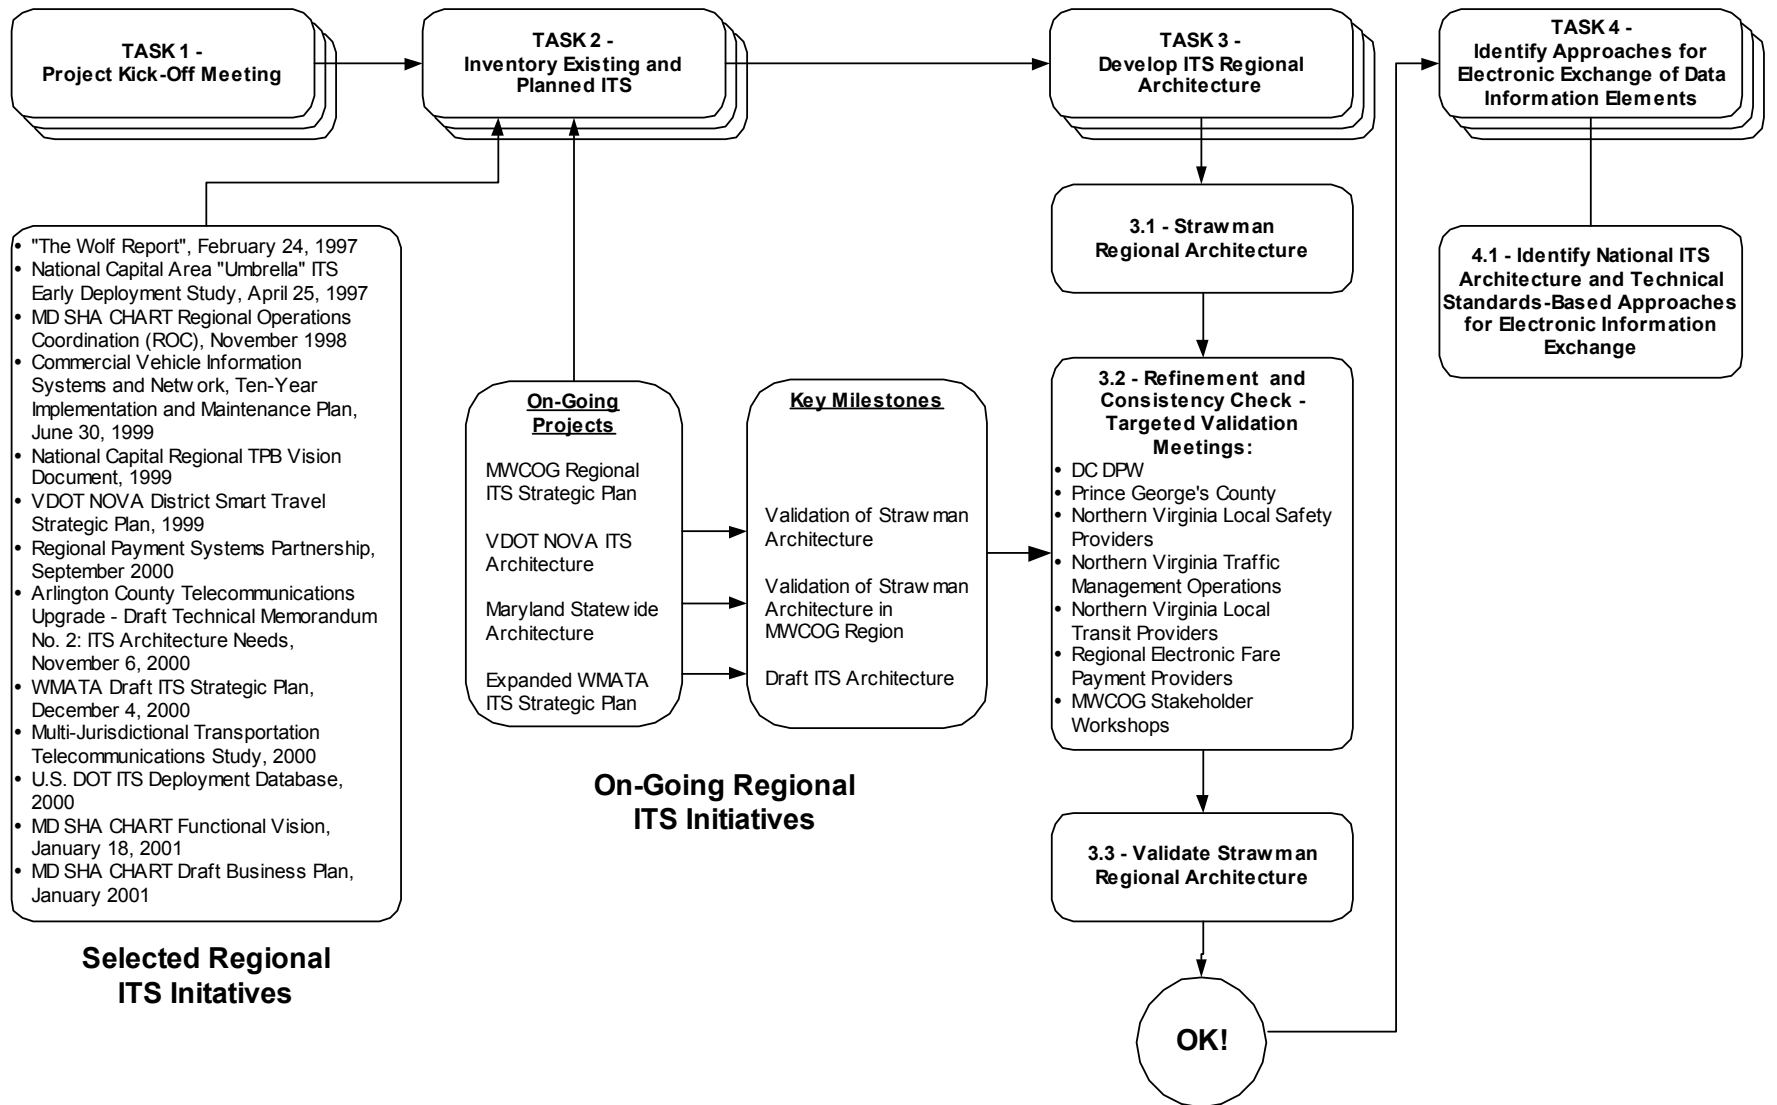 TASK 1 -
Project Kick-Off Meeting
TASK 2 -
Inventory Existing and
Planned ITS
TASK 3 -
Develop ITS Regional
Architecture
TASK 4 -
Identify Approaches for
Electronic Exchange of Data
Information Elements
• "The Wolf Report", February 24, 1997
• National Capital Area "Umbrella" ITS
Early Deployment Study, April 25, 1997
• MD SHA CHART Regional Operations
Coordination (ROC), November 1998
• Commercial Vehicle Information
Systems and Network, Ten-Year
Implementation and Maintenance Plan,
June 30, 1999
• National Capital Regional TPB Vision
Document, 1999
• VDOT NOVA District Smart Travel
Strategic Plan, 1999
• Regional Payment Systems Partnership,
September 2000
• Arlington County Telecommunications
Upgrade - Draft Technical Memorandum
No. 2: ITS Architecture Needs,
November 6, 2000
• WMATA Draft ITS Strategic Plan,
December 4, 2000
• Multi-Jurisdictional Transportation
Telecommunications Study, 2000
• U.S. DOT ITS Deployment Database,
2000
• MD SHA CHART Functional Vision,
January 18, 2001
• MD SHA CHART Draft Business Plan,
January 2001
Selected Regional
ITS Initatives
On-Going
Projects
MWCOG Regional
ITS Strategic Plan
VDOT NOVA ITS
Architecture
Maryland Statewide
Architecture
Expanded WMATA
ITS Strategic Plan
Key Milestones
Validation of Strawman
Architecture
Validation of Strawman
Architecture in
MWCOG Region
Draft ITS Architecture
On-Going Regional
ITS Initiatives
3.1 - Strawman
Regional Architecture
3.2 - Refinement and
Consistency Check -
Targeted Validation
Meetings:
• DC DPW
• Prince George's County
• Northern Virginia Local Safety
Providers
• Northern Virginia Traffic
Management Operations
• Northern Virginia Local
Transit Providers
• Regional Electronic Fare
Payment Providers
• MWCOG Stakeholder
Workshops
3.3 - Validate Strawman
Regional Architecture
OK!
4.1 - Identify National ITS
Architecture and Technical
Standards-Based Approaches
for Electronic Information
Exchange